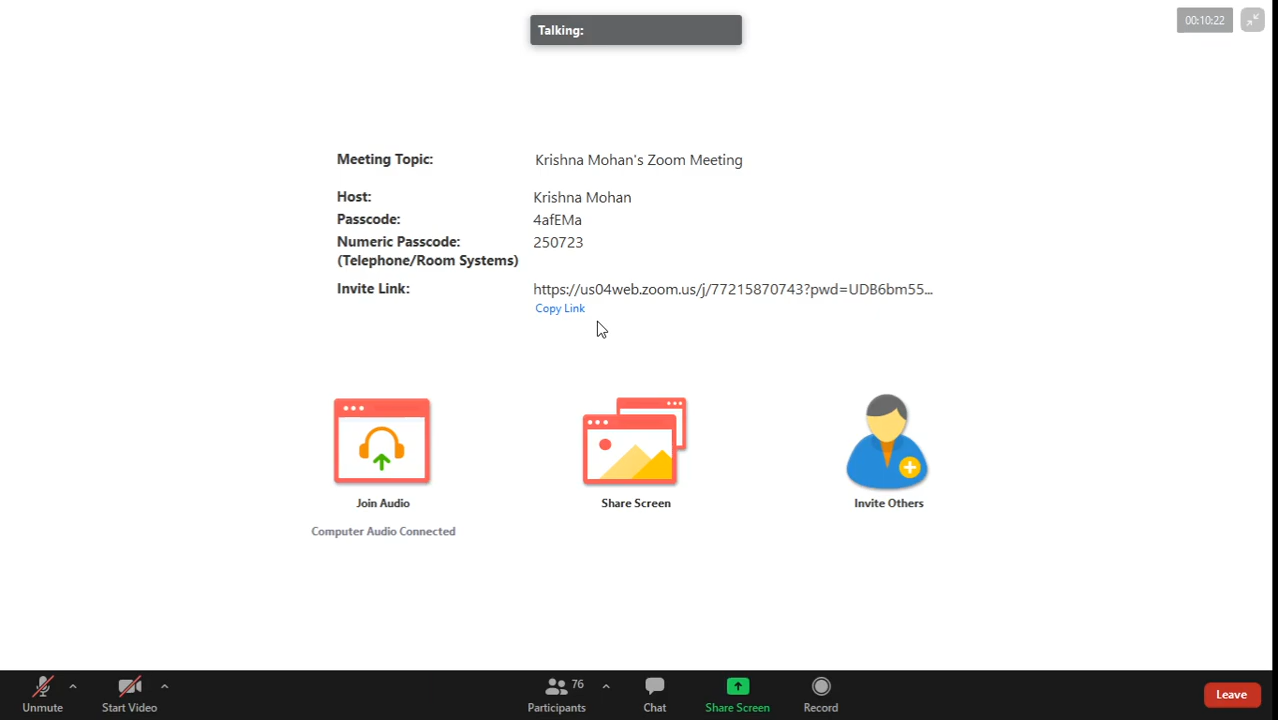 Talking:
00:10:22
Meeting Topic: Krishna Mohan's Zoom Meeting
Host: Krishna Mohan
Passcode: 4afEMa
Numeric Passcode: 250723
(Telephone/Room Systems)
Invite Link: https://us04web.zoom.us/j/77215870743?pwd=UDB6bm55...
Copy Link
Join Audio
Share Screen
Invite Others
Computer Audio Connected
76
Unmute
Start Video
Participants
Chat
Share Screen
Record
Leave